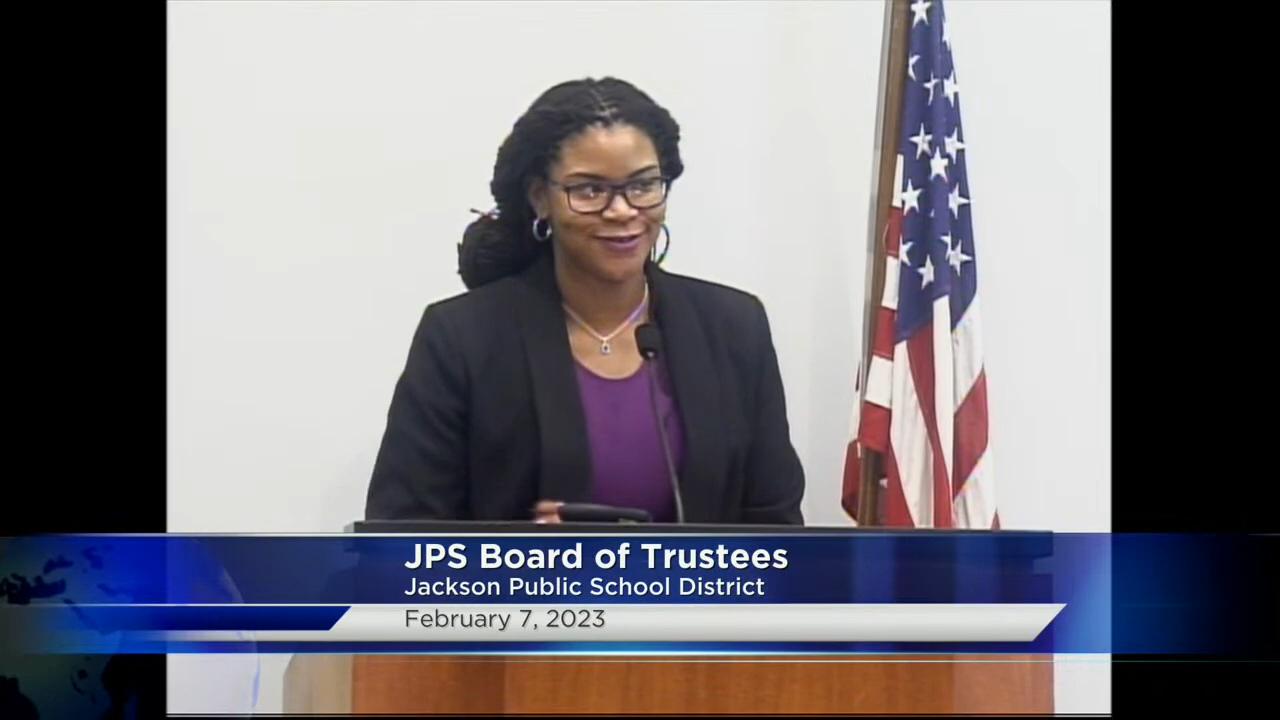 JPS Board of Trustees
Jackson Public School District
February 7, 2023